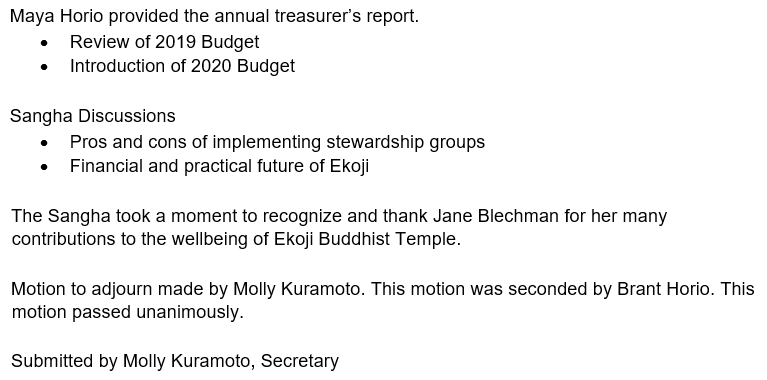 Maya Horio provided the annual treasurer's report.
• Review of 2019 Budget
• Introduction of 2020 Budget
Sangha Discussions
• Pros and cons of implementing stewardship groups
• Financial and practical future of Ekoji
The Sangha took a moment to recognize and thank Jane Blechman for her many
contributions to the wellbeing of Ekoji Buddhist Temple.
Motion to adjourn made by Molly Kuramoto. This motion was seconded by Brant Horio. This
motion passed unanimously.
Submitted by Molly Kuramoto, Secretary